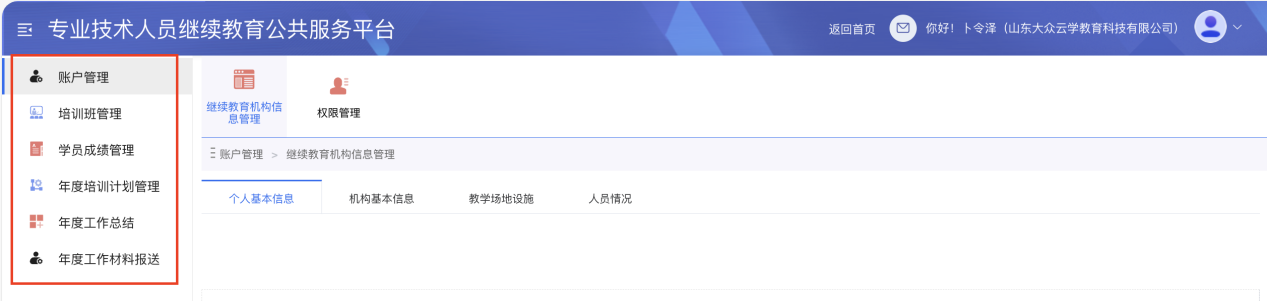 专业技术人员继续教育公共服务平台
返回首页
你好！卜令泽（山东大众云学教育科技有限公司）
账户管理
培训班管理
学员成绩管理
年度培训计划管理
年度工作总结
年度工作材料报送
继续教育机构信
息管理
权限管理
账户管理 > 继续教育机构信息管理
个人基本信息
机构基本信息
教学场地设施
人员情况